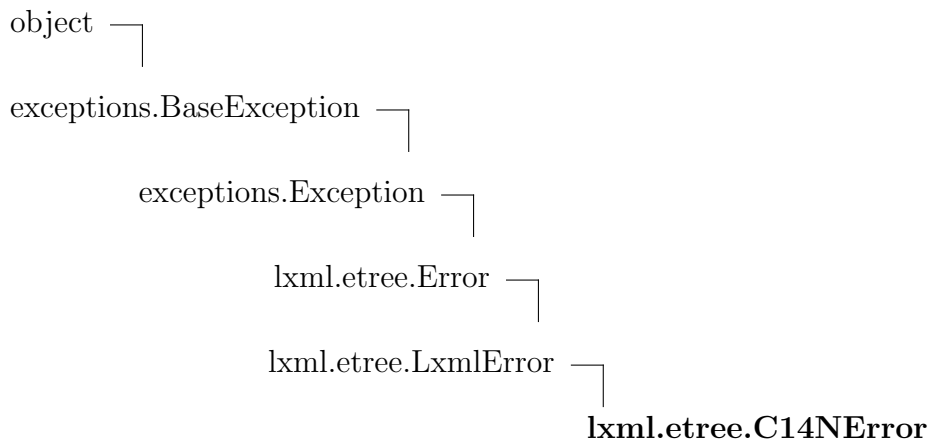 object
exceptions.BaseException
exceptions.Exception
lxml.etree.Error
lxml.etree.LxmlError
lxml.etree.C14NError